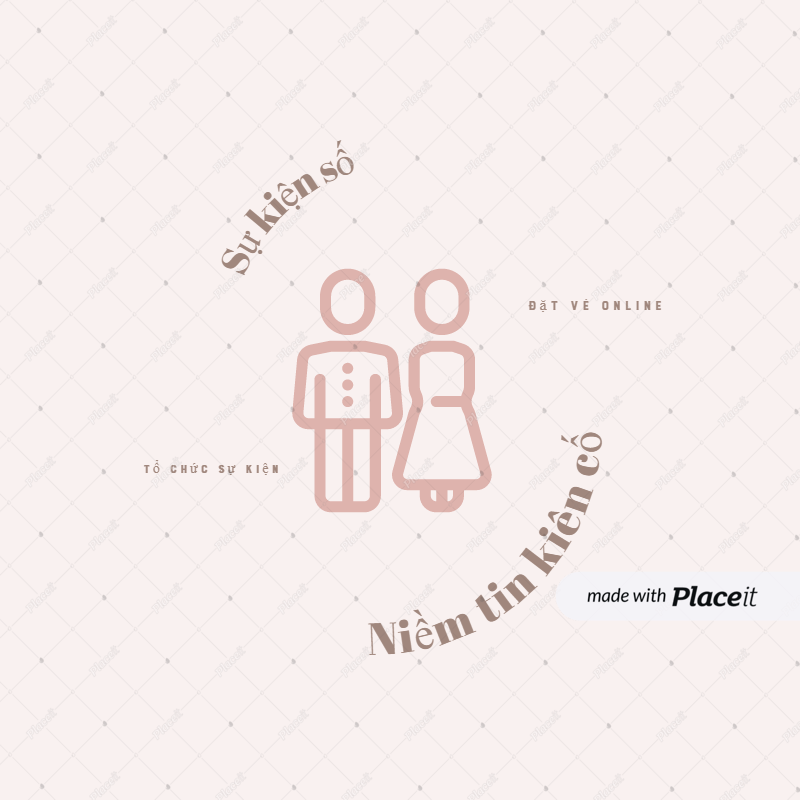 Sự kiện số
ĐặT VÉ ONLINE
Tổ CHứC Sự KIệN
Niềm tin kiên cố
made with Placeit